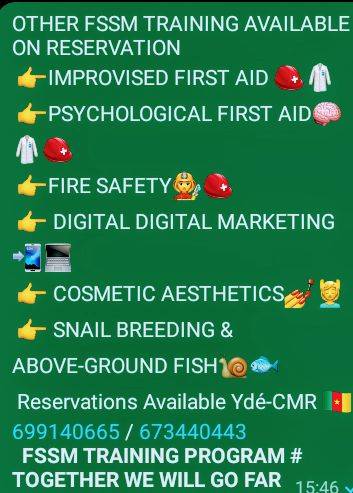 OTHER FSSM TRAINING AVAILABLE
ON RESERVATION
👉IMPROVISED FIRST AID ⛑️🥼
👉PSYCHOLOGICAL FIRST AID🧠
🥼⛑️
👉FIRE SAFETY🧑‍🚒⛑️
👉 DIGITAL DIGITAL MARKETING
📲💻
👉 COSMETIC AESTHETICS💅💆
👉 SNAIL BREEDING &
ABOVE-GROUND FISH🐌🐟
Reservations Available Ydé-CMR 🇨🇲
699140665 / 673440443
FSSM TRAINING PROGRAM #
TOGETHER WE WILL GO FAR
15:46